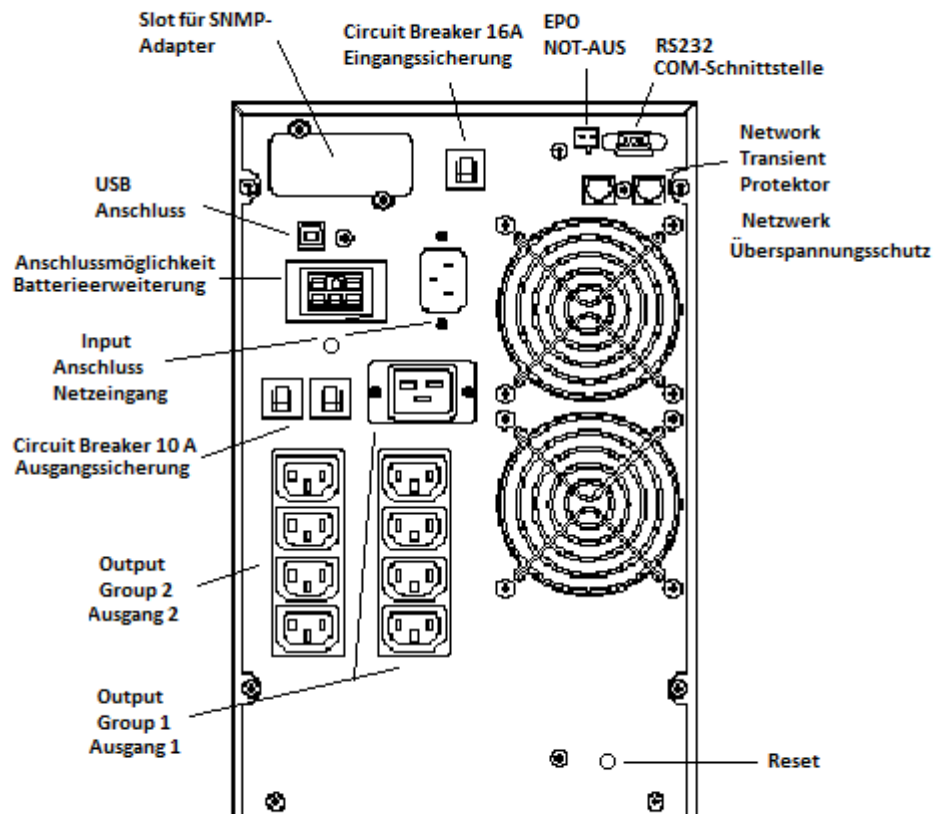 Slot für SNMP-
Adapter
Circuit Breaker 16A
Eingangssicherung
EPO
NOT-AUS
RS232
COM-Schnittstelle
Network
Transient
Protektor
Netzwerk
Überspannungsschutz
USB
Anschluss
Anschlussmöglichkeit
Batterieerweiterung
Input
Anschluss
Netzeingang
Circuit Breaker 10 A
Ausgangssicherung
Output
Group 2
Ausgang 2
Output
Group 1
Ausgang 1
Reset